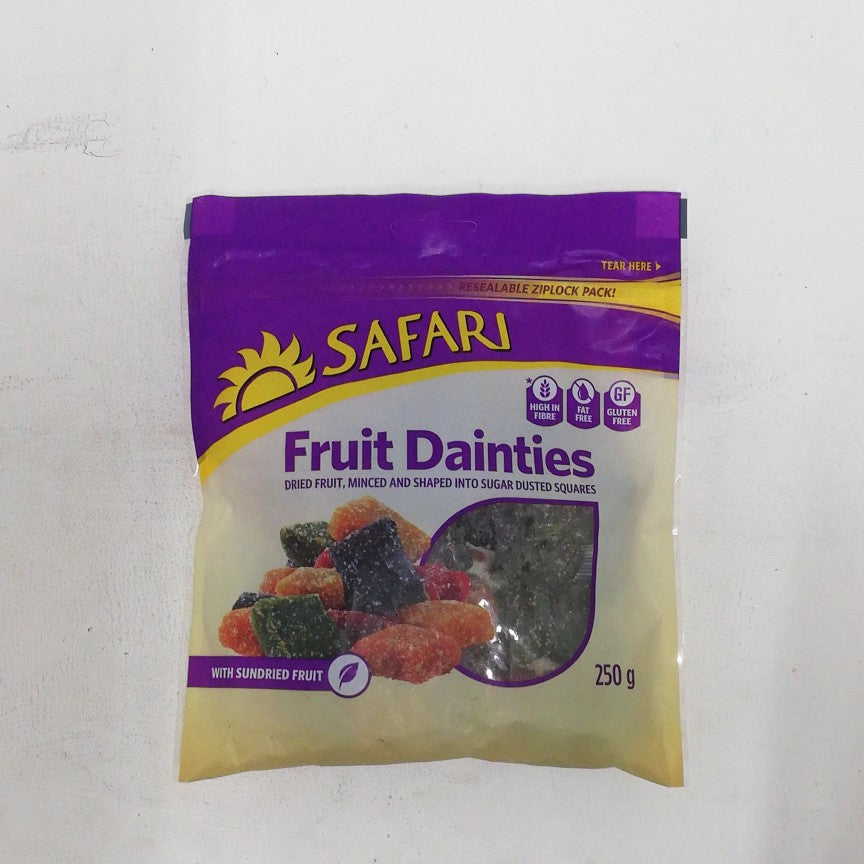 TEAR HERE
RESEALABLE ZIPLOCK PACK!
SAFARI
*
HIGH IN
FIBRE
FAT
FREE
GF
GLUTEN
FREE
Fruit Dainties
DRIED FRUIT, MINCED AND SHAPED INTO SUGAR DUSTED SQUARES
WITH SUNDRIED FRUIT
250 g